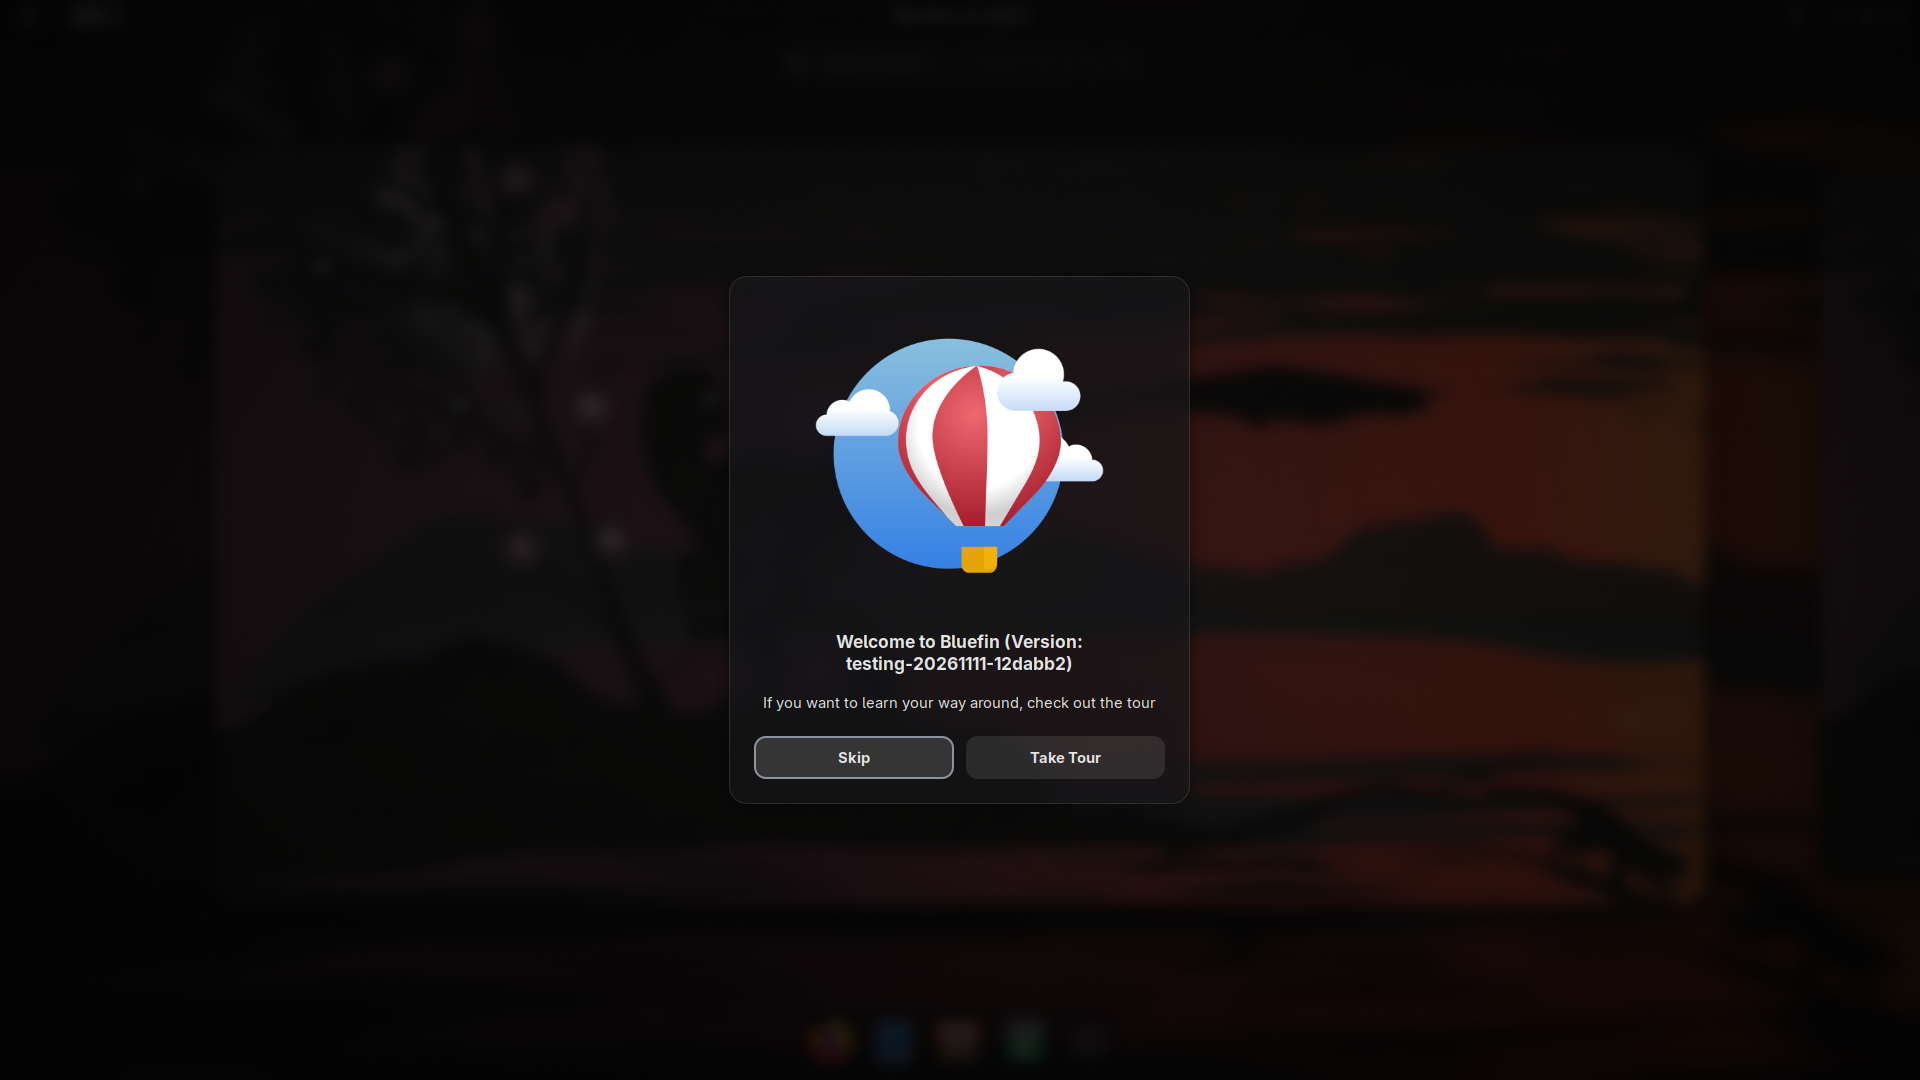 Welcome to Bluefin (Version:
testing-20261111-12dabb2)
If you want to learn your way around, check out the tour
Skip
Take Tour